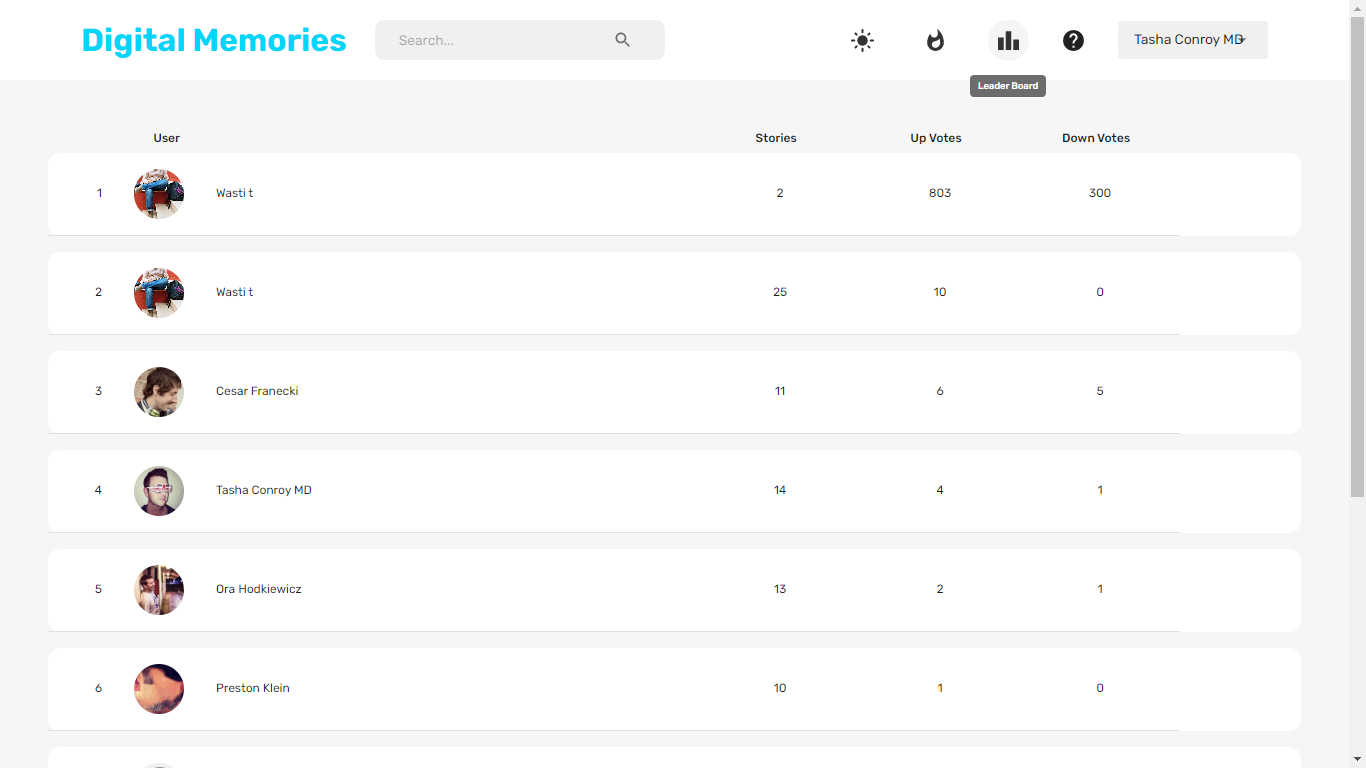 Digital Memories
Search...
Tasha Conroy MD
Leader Board
User Stories Up Votes Down Votes
1 Wasti t 2 803 300
2 Wasti t 25 10 0
3 Cesar Franecki 11 6 5
4 Tasha Conroy MD 14 4 1
5 Ora Hodkiewicz 13 2 1
6 Preston Klein 10 1 0